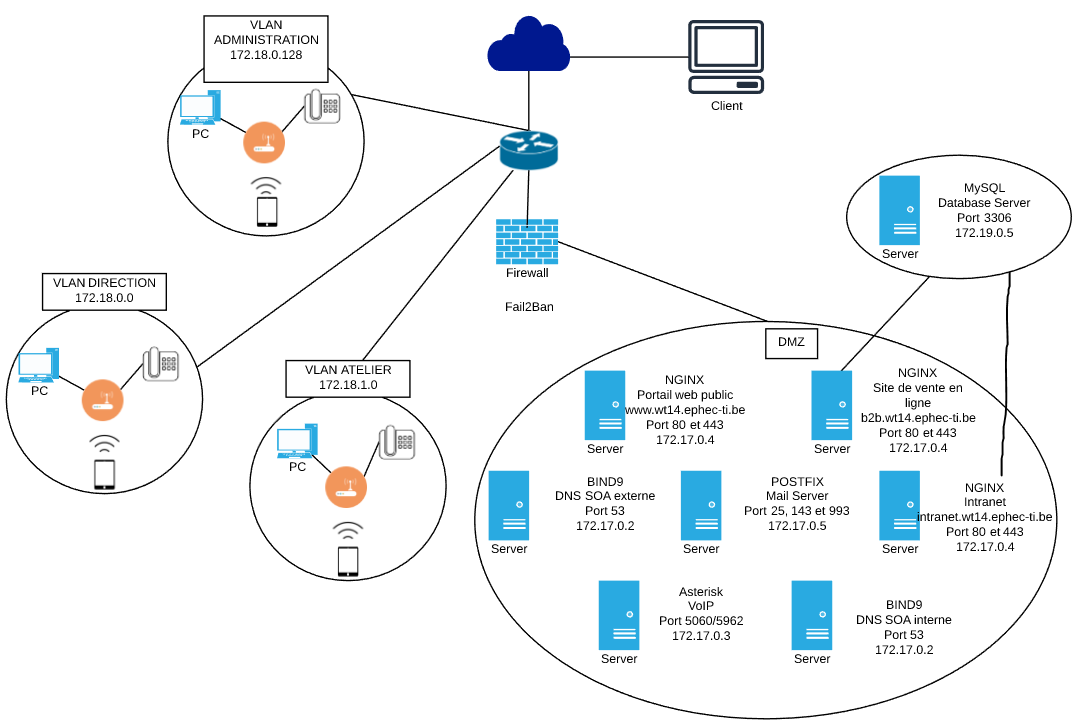 VLAN
ADMINISTRATION
172.18.0.128
PC
Client
MySQL
Database Server
Port 3306
172.19.0.5
Server
VLAN DIRECTION
172.18.0.0
PC
Firewall
Fail2Ban
VLAN ATELIER
172.18.1.0
PC
DMZ
NGINX
Portail web public
www.wt14.ephec-ti.be
Port 80 et 443
172.17.0.4
Server
NGINX
Site de vente en
ligne
b2b.wt14.ephec-ti.be
Port 80 et 443
172.17.0.4
Server
BIND9
DNS SOA externe
Port 53
172.17.0.2
Server
POSTFIX
Mail Server
Port 25, 143 et 993
172.17.0.5
Server
NGINX
Intranet
intranet.wt14.ephec-ti.be
Port 80 et 443
172.17.0.4
Server
Asterisk
VoIP
Port 5060/5962
172.17.0.3
Server
BIND9
DNS SOA interne
Port 53
172.17.0.2
Server